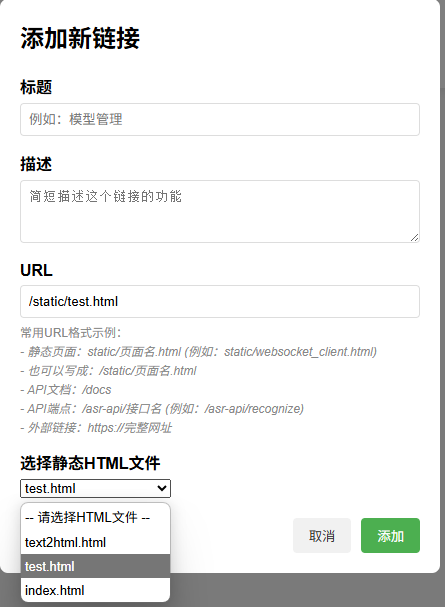 添加新链接
标题
例如：模型管理
描述
简短描述这个链接的功能
URL
/static/test.html
常用URL格式示例：
- 静态页面：static/页面名.html (例如：static/websocket_client.html)
- 也可以写成：/static/页面名.html
- API文档：/docs
- API端点：/asr-api/接口名 (例如：/asr-api/recognize)
- 外部链接：https://完整网址
选择静态HTML文件
test.html
-- 请选择HTML文件 --
text2html.html
test.html
index.html
取消
添加